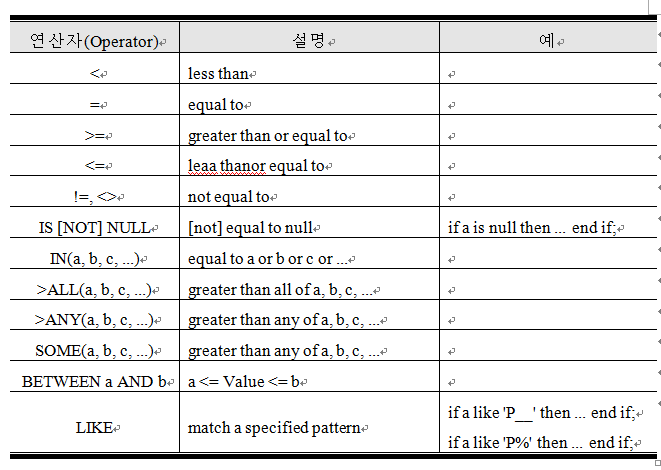 연산자(Operator) 설명 예
< less than
= equal to
>= greater than or equal to
<= leaa thanor equal to
!=, <> not equal to
IS [NOT] NULL [not] equal to null if a is null then ... end if;
IN(a, b, c, ...) equal to a or b or c or ...
>ALL(a, b, c, ...) greater than all of a, b, c, ...
>ANY(a, b, c, ...) greater than any of a, b, c, ...
SOME(a, b, c, ...) greater than any of a, b, c, ...
BETWEEN a AND b a <= Value <= b
LIKE match a specified pattern if a like 'P__' then ... end if;
if a like 'P%' then ... end if;